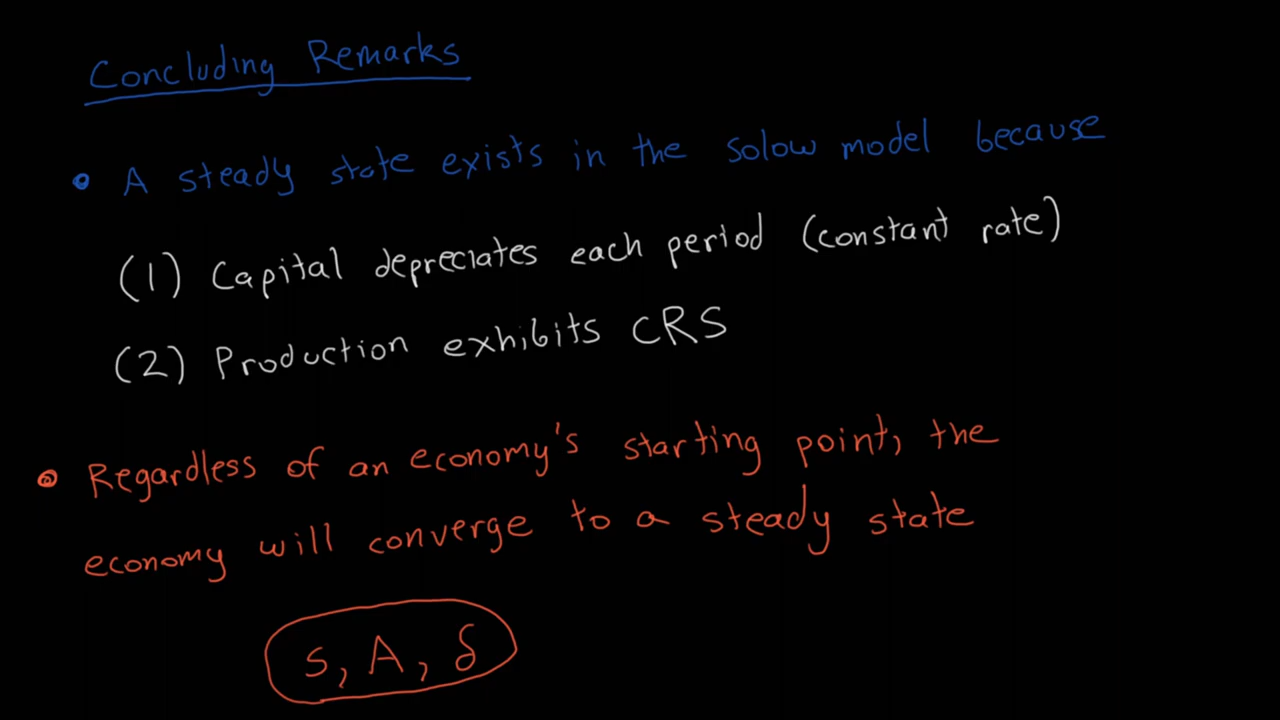 Concluding Remarks
• A steady state exists in the solow model because
(1) Capital depreciates each period (constant rate)
(2) Production exhibits CRS
• Regardless of an economy's starting point, the
economy will converge to a steady state
s, A, δ